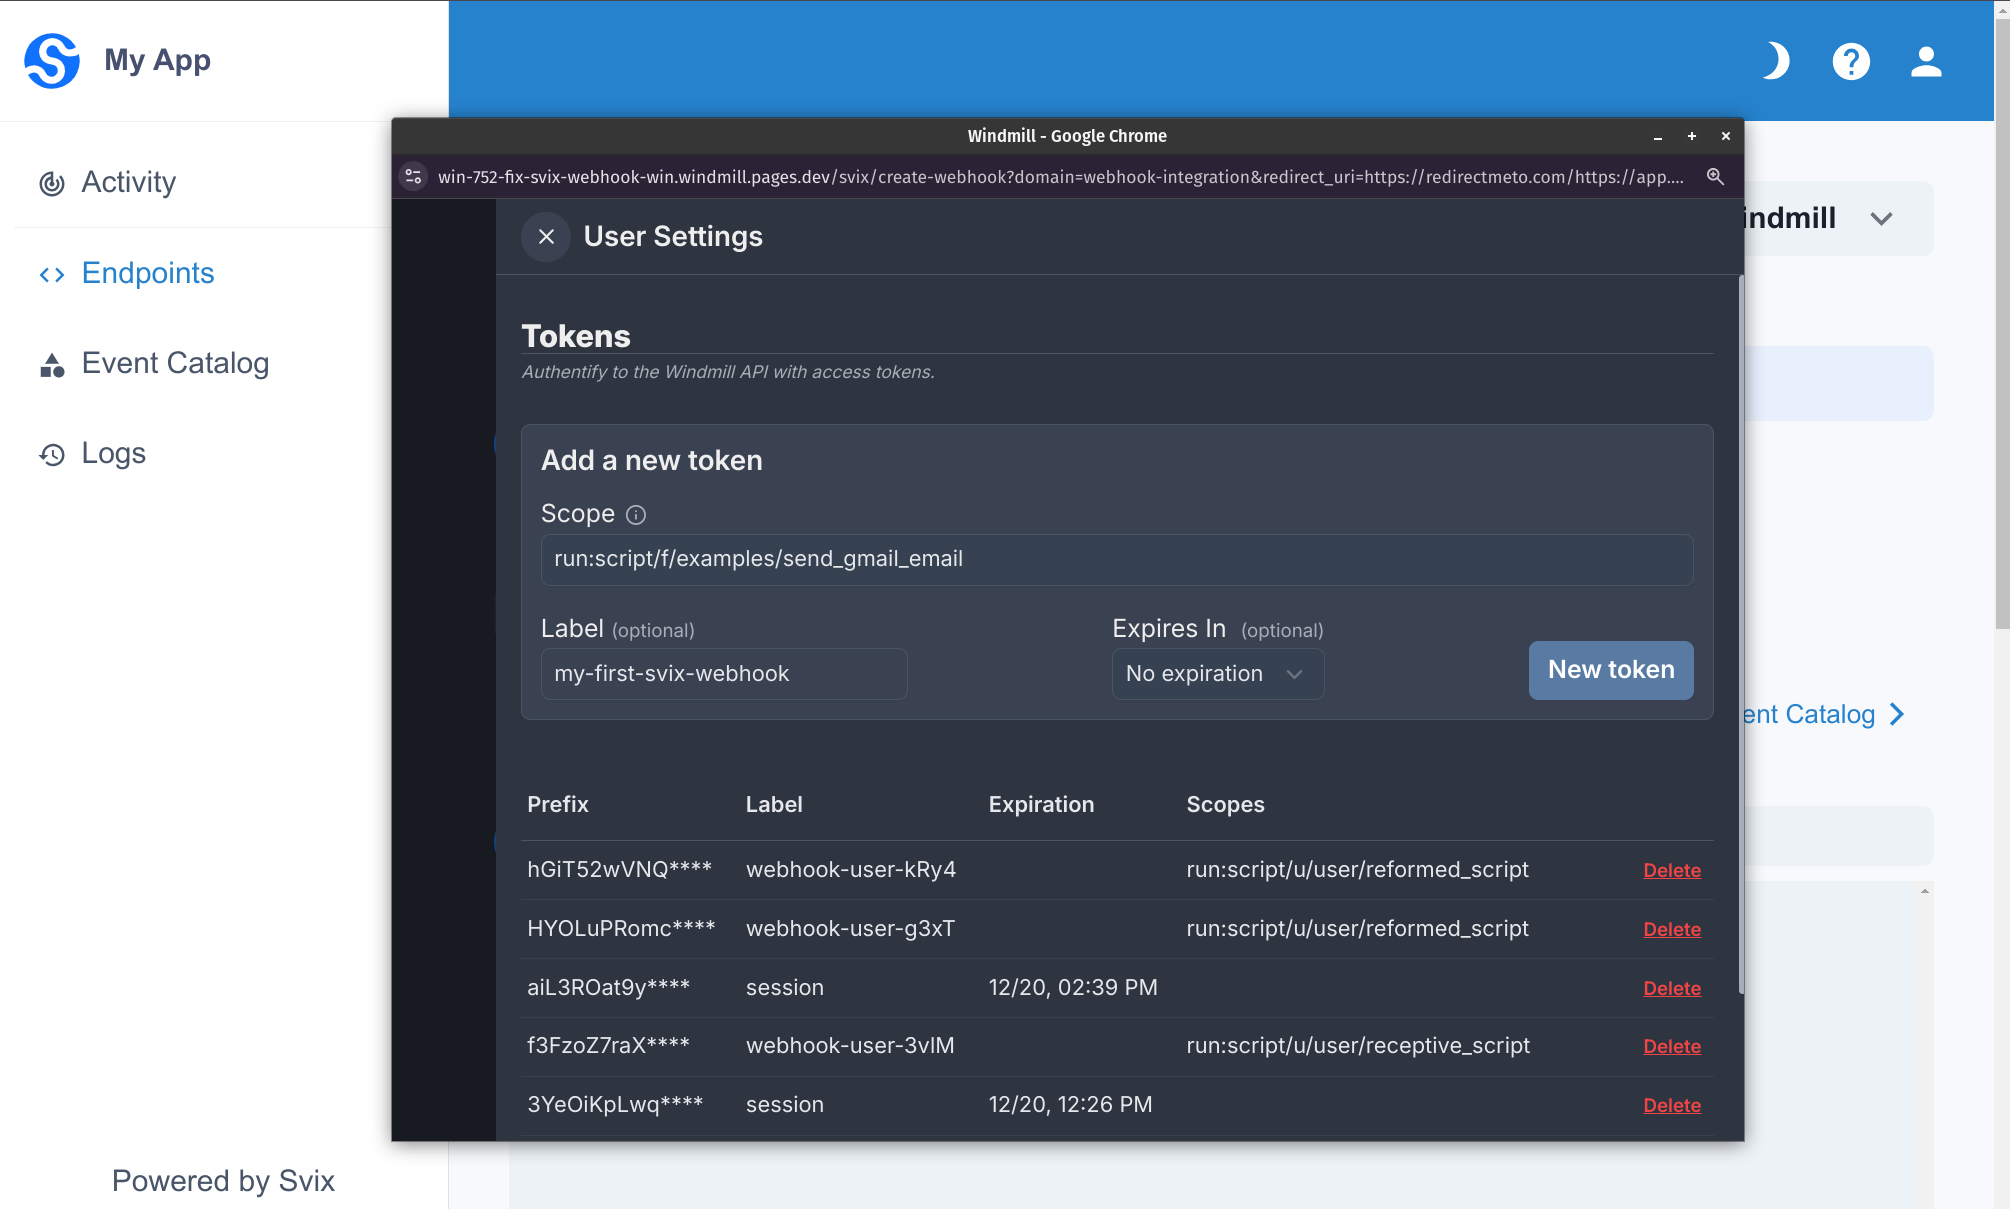 My App
Activity
Endpoints
Event Catalog
Logs
Powered by Svix
Windmill - Google Chrome
win-752-fix-svix-webhook-win.windmill.pages.dev/svix/create-webhook?domain=webhook-integration&redirect_uri=https://redirectmeto.com/https://app....
User Settings
Tokens
Authentify to the Windmill API with access tokens.
Add a new token
Scope
run:script/f/examples/send_gmail_email
Label (optional)
Expires In (optional)
my-first-svix-webhook
No expiration
New token
Prefix Label Expiration Scopes
hGiT52wVNQ**** webhook-user-kRy4 run:script/u/user/reformed_script Delete
HYOLuPRomc**** webhook-user-g3xT run:script/u/user/reformed_script Delete
aiL3ROat9y**** session 12/20, 02:39 PM Delete
f3FzoZ7raX**** webhook-user-3vlM run:script/u/user/receptive_script Delete
3YeOiKpLwq**** session 12/20, 12:26 PM Delete
indmill
ent Catalog